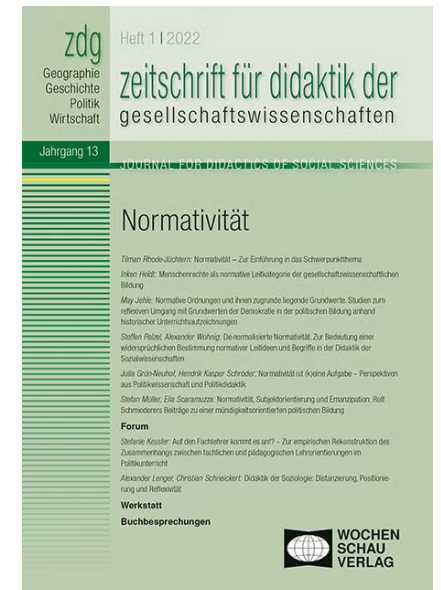 zdg
Geographie
Geschichte
Politik
Wirtschaft
Heft 1 | 2022
zeitschrift für didaktik der
gesellschaftswissenschaften
Jahrgang 13
JOURNAL FOR DIDACTICS OF SOCIAL SCIENCES
Normativität
Tilman Rhode-Jüchtern: Normativität – Zur Einführung in das Schwerpunktthema
Inken Heldt: Menschenrechte als normative Leitkategorie der gesellschaftswissenschaftlichen
Bildung
May Jehle: Normative Ordnungen und ihnen zugrunde liegende Grundwerte. Studien zum
reflexiven Umgang mit Grundwerten der Demokratie in der politischen Bildung anhand
historischer Unterrichtsaufzeichnungen
Steffen Pelzel, Alexander Wohnig: De-normalisierte Normativität. Zur Bedeutung einer
widersprüchlichen Bestimmung normativer Leitideen und Begriffe in der Didaktik der
Sozialwissenschaften
Julia Grün-Neuhof, Hendrik Kasper Schröder: Normativität ist (k)eine Aufgabe – Perspektiven
aus Politikwissenschaft und Politikdidaktik
Stefan Müller, Elia Scaramuzza: Normativität, Subjektorientierung und Emanzipation. Rolf
Schmiederers Beiträge zu einer mündigkeitsorientierten politischen Bildung
Forum
Stefanie Kessler: Auf den Fachlehrer kommt es an!? – Zur empirischen Rekonstruktion des
Zusammenhangs zwischen fachlichen und pädagogischen Lehrorientierungen im
Politikunterricht
Alexander Lenger, Christian Schneickert: Didaktik der Soziologie: Distanzierung, Positionie-
rung und Reflexivität
Werkstatt
Buchbesprechungen
WOCHEN
SCHAU
VERLAG